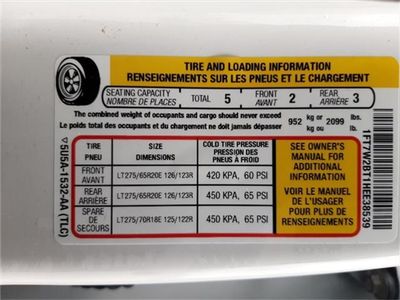 TIRE AND LOADING INFORMATION
RENSEIGNEMENTS SUR LES PNEUS ET LE CHARGEMENT
SEATING CAPACITY
NOMBRE DE PLACES
TOTAL 5
FRONT
AVANT 2
REAR
ARRIÈRE 3
The combined weight of occupants and cargo should never exceed
Le poids total des occupants et du chargement ne doit jamais dépasser
952 kg or/ou 2099 lbs./lb.
TIRE
PNEU
SIZE
DIMENSIONS
COLD TIRE PRESSURE
PRESSION DES
PNEUS À FROID
FRONT
AVANT
LT275/65R20E 126/123R
420 KPA, 60 PSI
REAR
ARRIÈRE
LT275/65R20E 126/123R
450 KPA, 65 PSI
SPARE
DE
SECOURS
LT275/70R18E 125/122R
450 KPA, 65 PSI
SEE OWNER'S
MANUAL FOR
ADDITIONAL
INFORMATION
VOIR LE MANUEL
DE L'USAGER
POUR PLUS DE
RENSEIGNEMENTS
5U5A-1532-AA (TLC)
1FT7W2BT1HEE38539